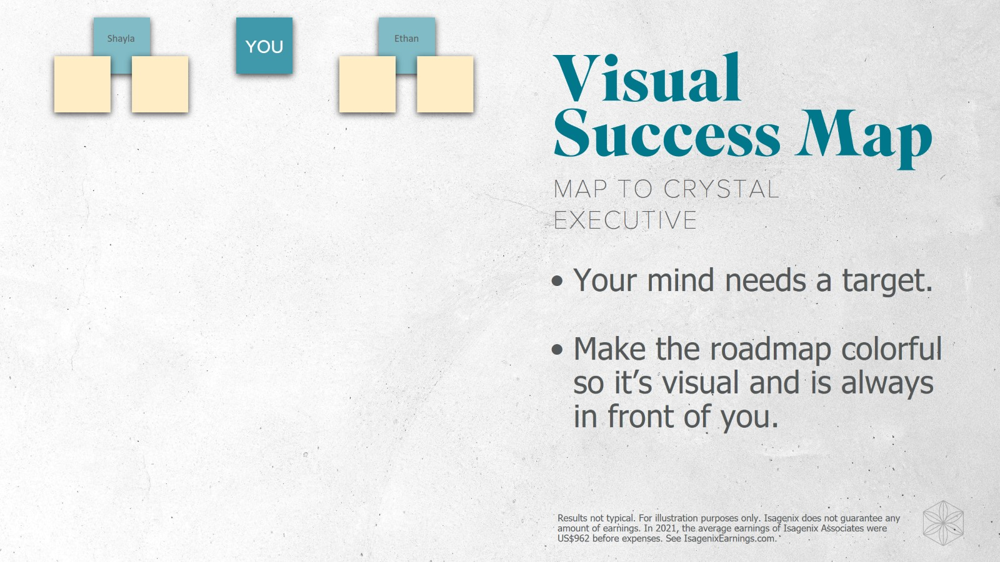 Shayla
YOU
Ethan
Visual
Success Map
MAP TO CRYSTAL
EXECUTIVE
• Your mind needs a target.
• Make the roadmap colorful
so it’s visual and is always
in front of you.
Results not typical. For illustration purposes only. Isagenix does not guarantee any
amount of earnings. In 2021, the average earnings of Isagenix Associates were
US$962 before expenses. See IsagenixEarnings.com.